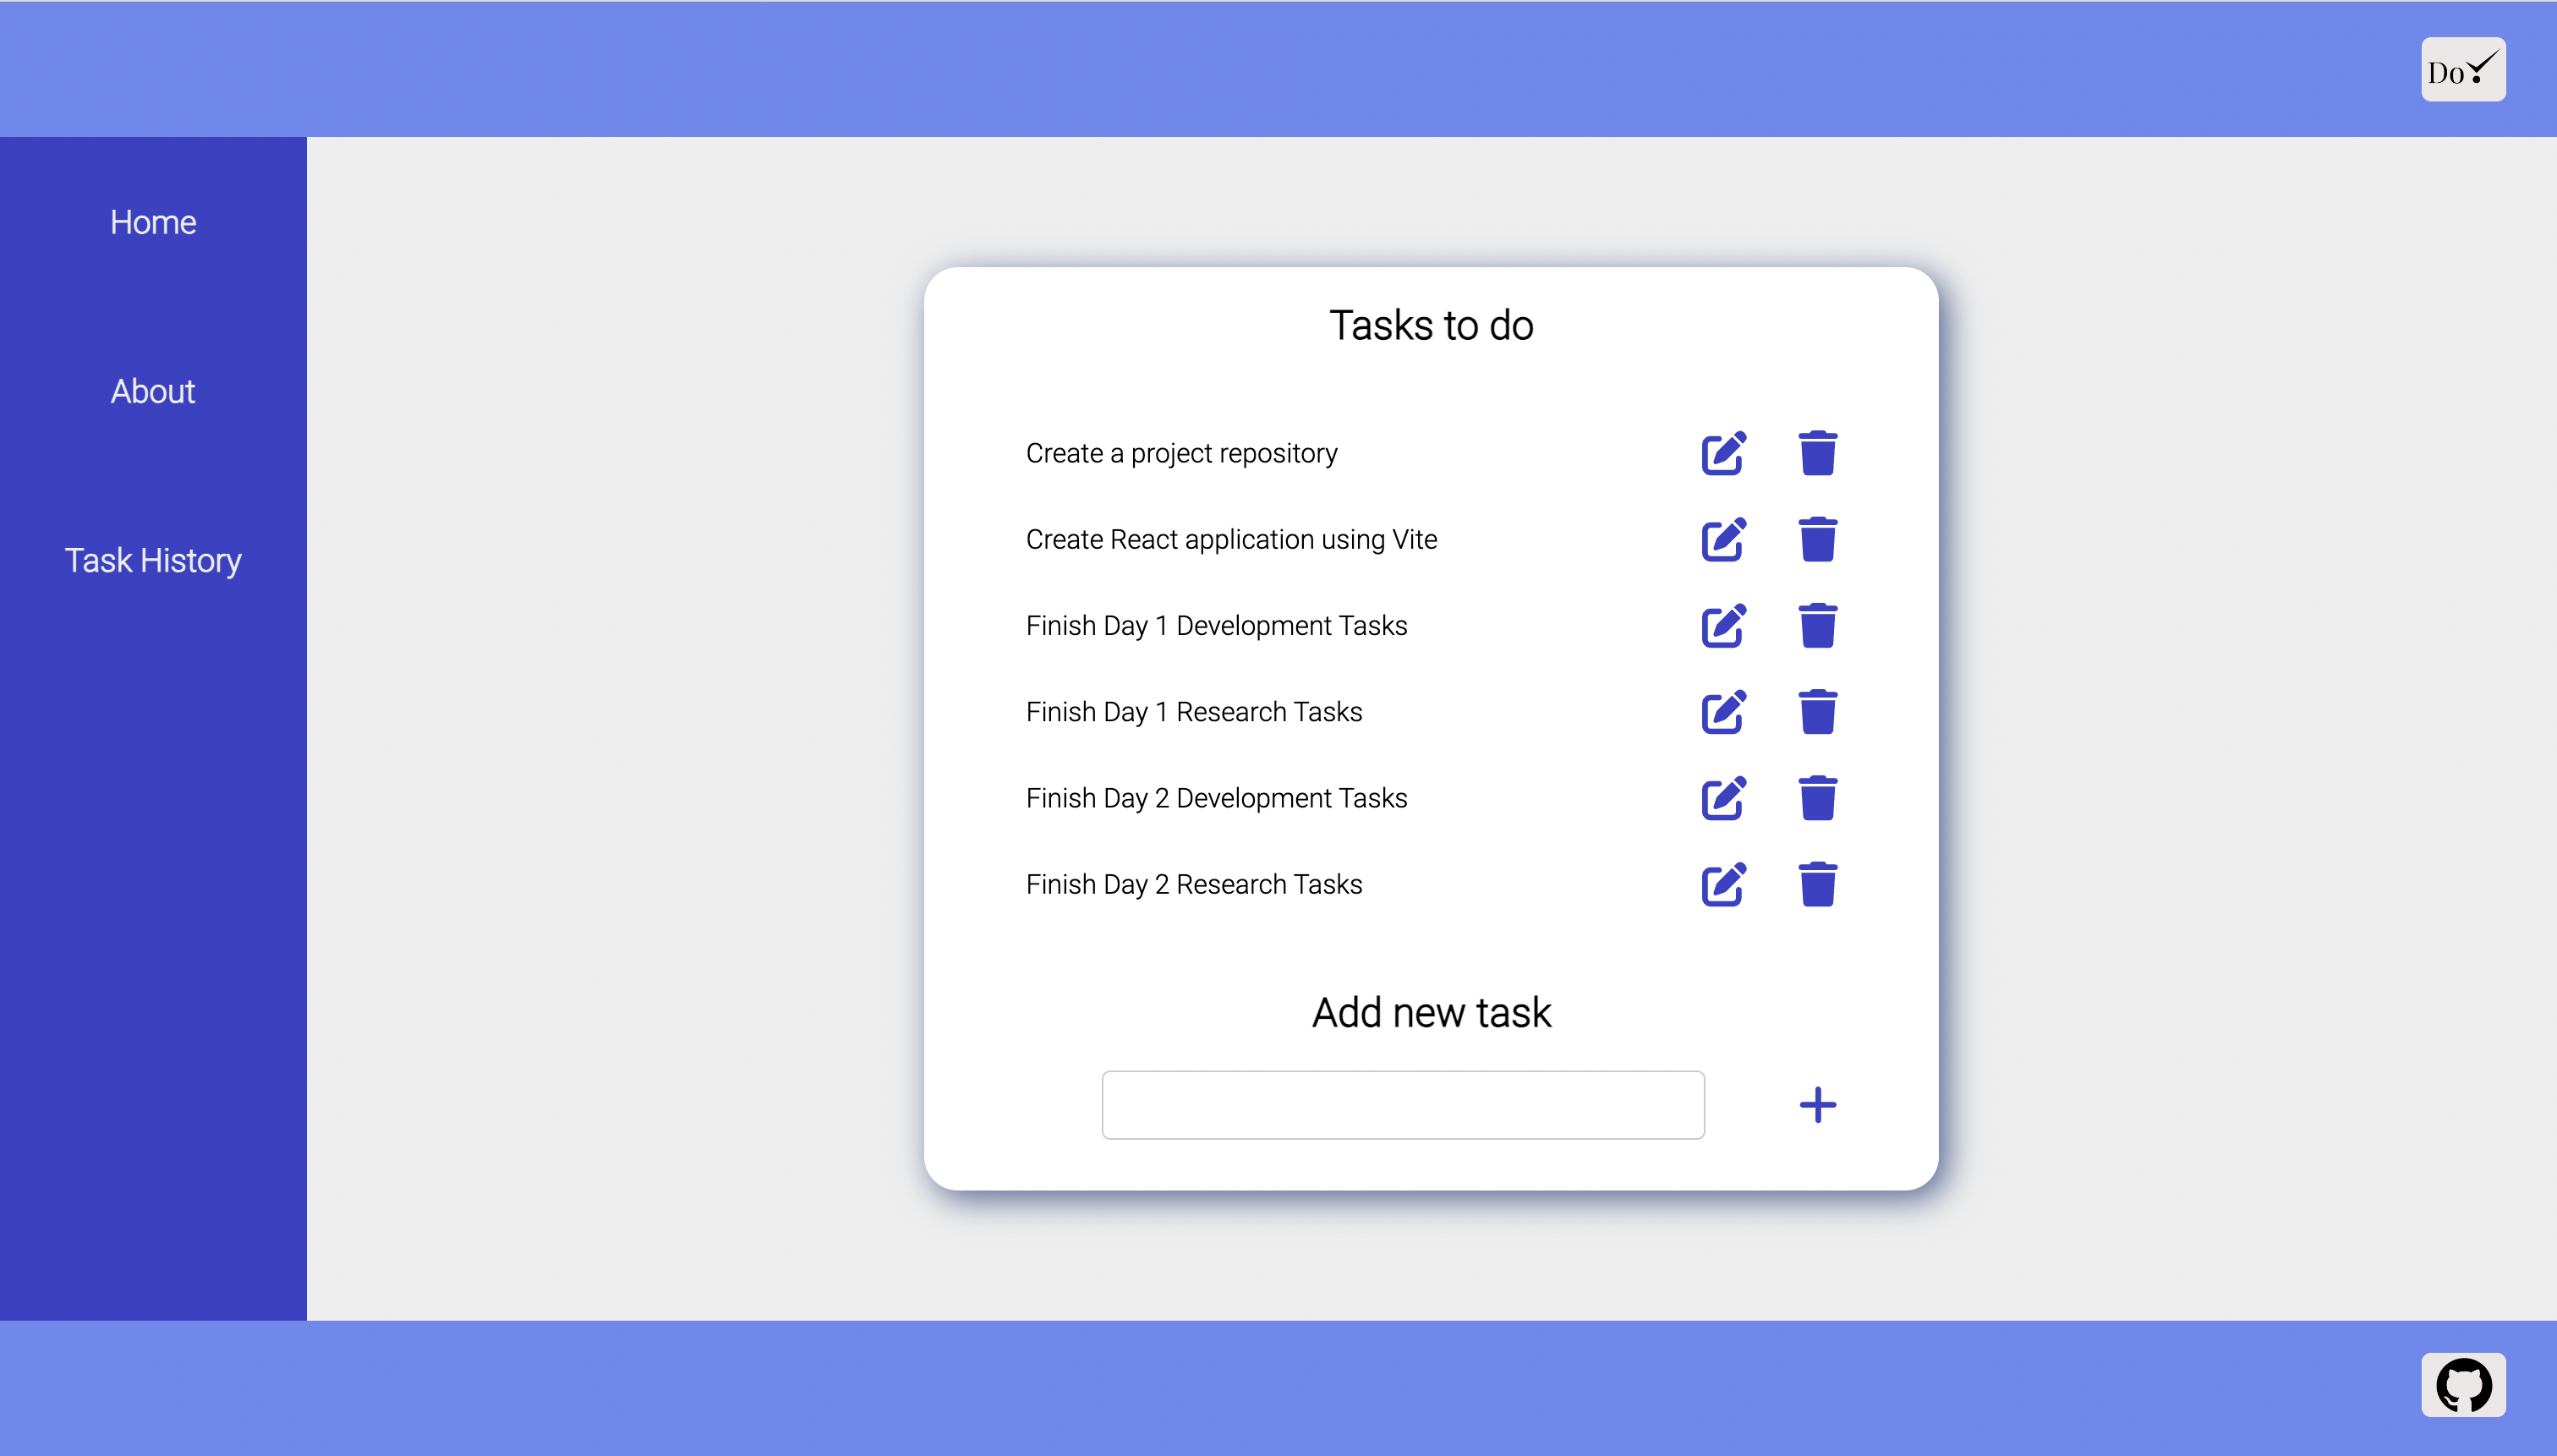 Do
Home
About
Task History
Tasks to do
Create a project repository
Create React application using Vite
Finish Day 1 Development Tasks
Finish Day 1 Research Tasks
Finish Day 2 Development Tasks
Finish Day 2 Research Tasks
Add new task